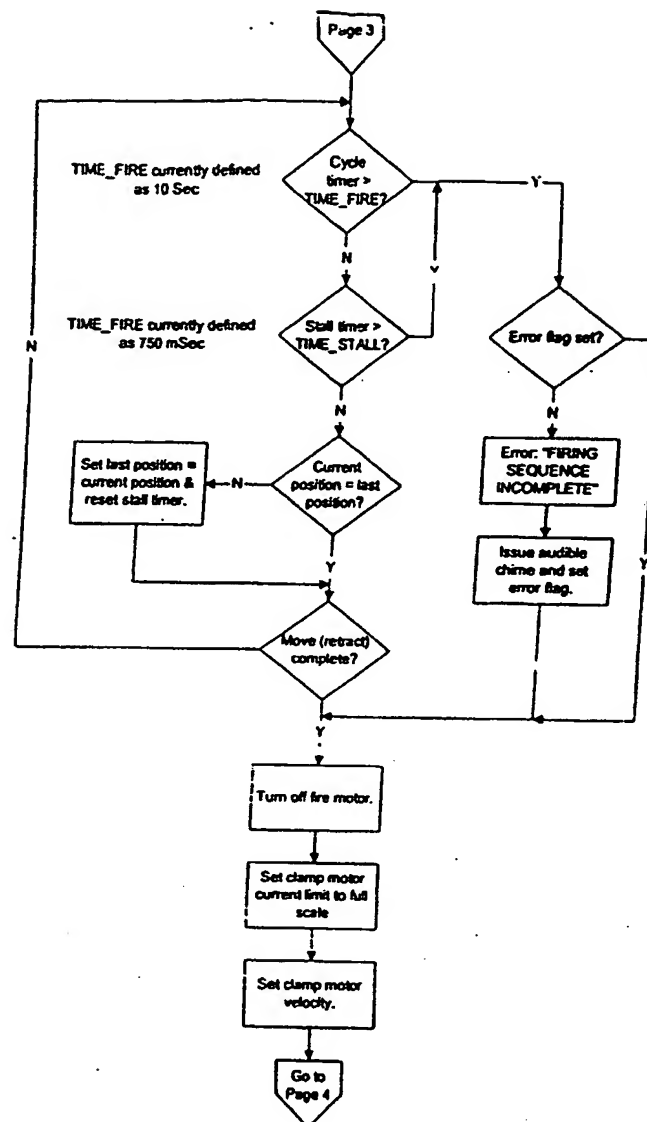 Page 3
TIME_FIRE currently defined
as 10 Sec
Cycle
timer >
TIME_FIRE?
Y
N
Y
TIME_FIRE currently defined
as 750 mSec
Stall timer >
TIME_STALL?
Error flag set?
N
N
N
Set last position =
current position &
reset stall timer.
N
Current
position = last
position?
Error: "FIRING
SEQUENCE
INCOMPLETE"
Y
Issue audible
chime and set
error flag.
Y
Move (retract)
complete?
Y
Turn off fire motor.
Set clamp motor
current limit to full
scale
Set clamp motor
velocity.
Go to
Page 4